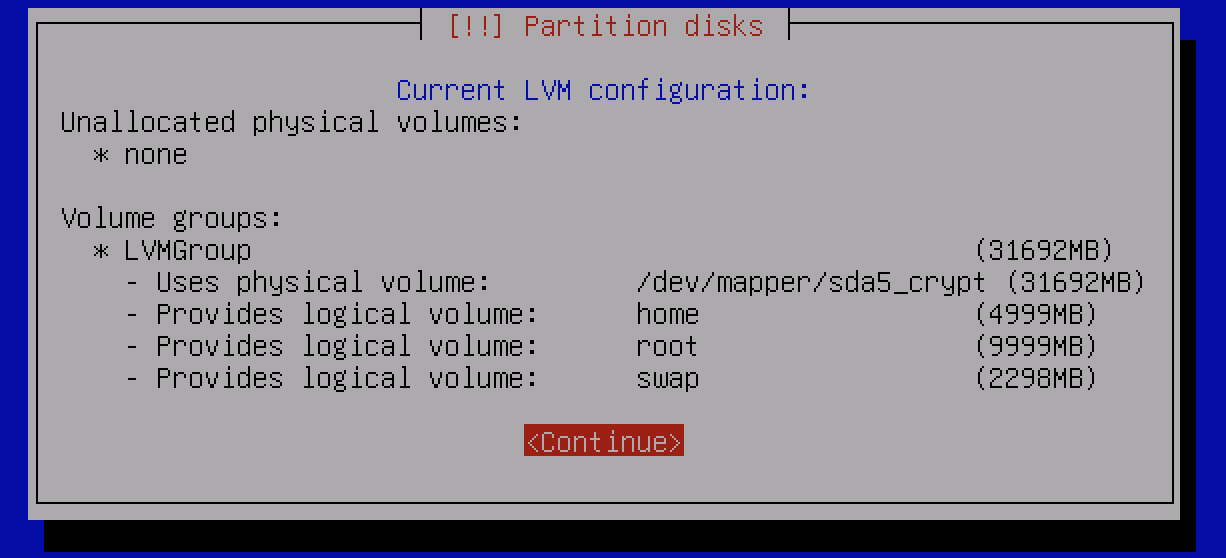 [!!] Partition disks
Current LVM configuration:
Unallocated physical volumes:
* none
Volume groups:
* LVMGroup (31692MB)
- Uses physical volume: /dev/mapper/sda5_crypt (31692MB)
- Provides logical volume: home (4999MB)
- Provides logical volume: root (9999MB)
- Provides logical volume: swap (2298MB)
<Continue>